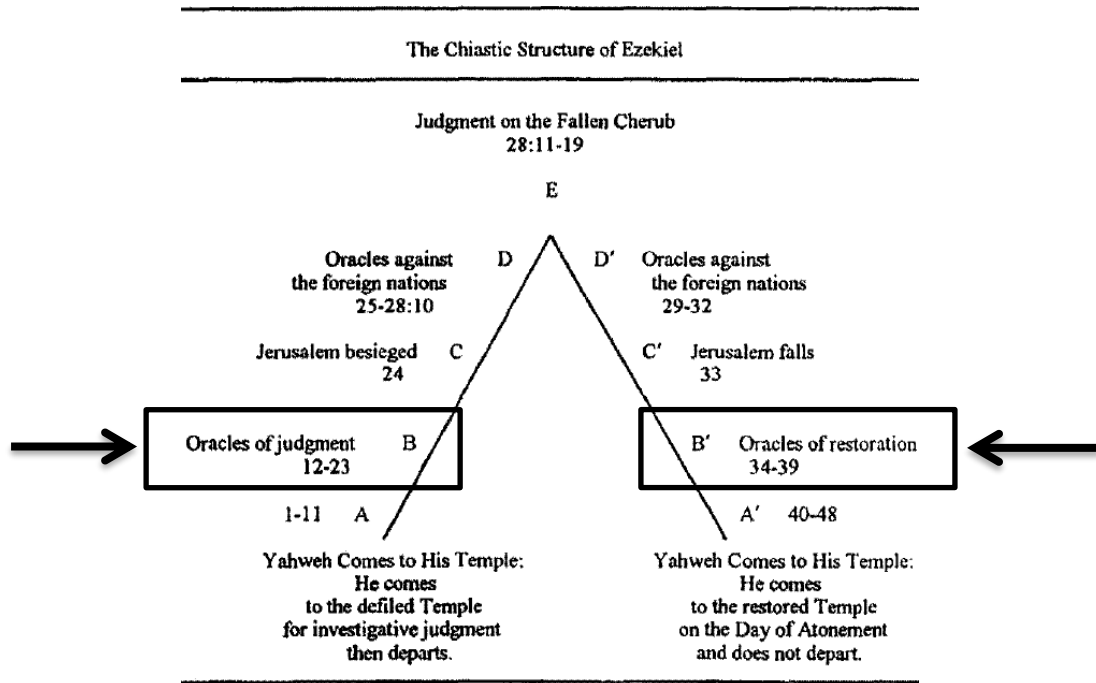 The Chiastic Structure of Ezekiel
Judgment on the Fallen Cherub
28:11-19
E
Oracles against D
the foreign nations
25-28:10
D′ Oracles against
the foreign nations
29-32
Jerusalem besieged C
24
C′ Jerusalem falls
33
Oracles of judgment B
12-23
B′ Oracles of restoration
34-39
1-11 A
A′ 40-48
Yahweh Comes to His Temple:
He comes
to the defiled Temple
for investigative judgment
then departs.
Yahweh Comes to His Temple:
He comes
to the restored Temple
on the Day of Atonement
and does not depart.